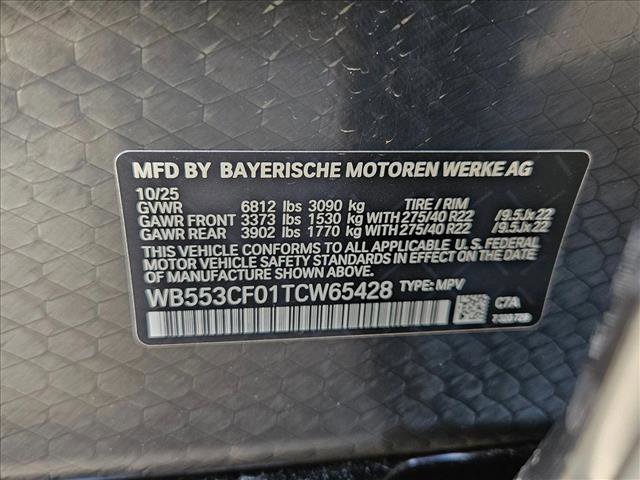 MFD BY BAYERISCHE MOTOREN WERKE AG
10/25
GVWR 6812 lbs 3090 kg TIRE / RIM
GAWR FRONT 3373 lbs 1530 kg WITH 275/40 R22 /9.5Jx22
GAWR REAR 3902 lbs 1770 kg WITH 275/40 R22 /9.5Jx22
THIS VEHICLE CONFORMS TO ALL APPLICABLE U. S. FEDERAL
MOTOR VEHICLE SAFETY STANDARDS IN EFFECT ON THE DATE
OF MANUFACTURE SHOWN ABOVE.
WB553CF01TCW65428 TYPE: MPV
C7A